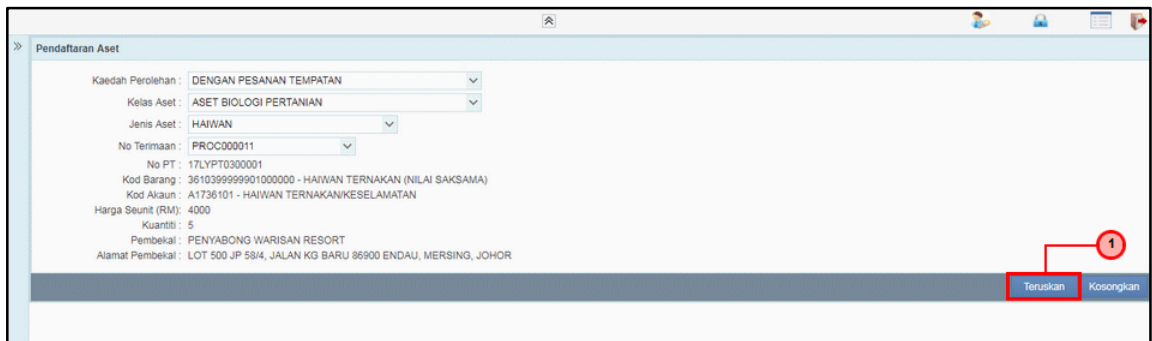 Pendaftaran Aset
Kaedah Perolehan : DENGAN PESANAN TEMPATAN
Kelas Aset : ASET BIOLOGI PERTANIAN
Jenis Aset : HAIWAN
No Terimaan : PROC000011
No PT : 17LYPT0300001
Kod Barang : 3610399999901000000 - HAIWAN TERNAKAN (NILAI SAKSAMA)
Kod Akaun : A1736101 - HAIWAN TERNAKAN/KESELAMATAN
Harga Seunit (RM): 4000
Kuantiti : 5
Pembekal : PENYABONG WARISAN RESORT
Alamat Pembekal : LOT 500 JP 58/4, JALAN KG BARU 86900 ENDAU, MERSING, JOHOR
1
Teruskan Kosongkan